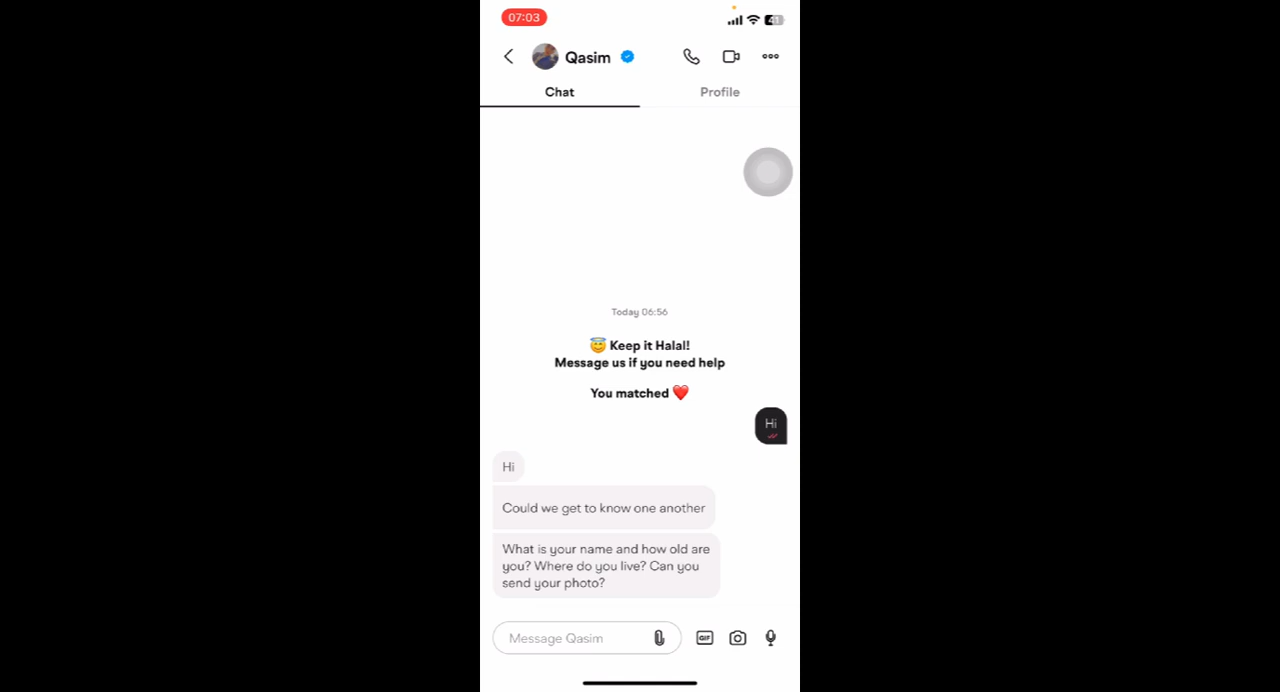 07:03
41
Qasim
Chat
Profile
Today 06:56
😇 Keep it Halal!
Message us if you need help
You matched ❤️
Hi
Hi
Could we get to know one another
What is your name and how old are
you? Where do you live? Can you
send your photo?
Message Qasim
GIF